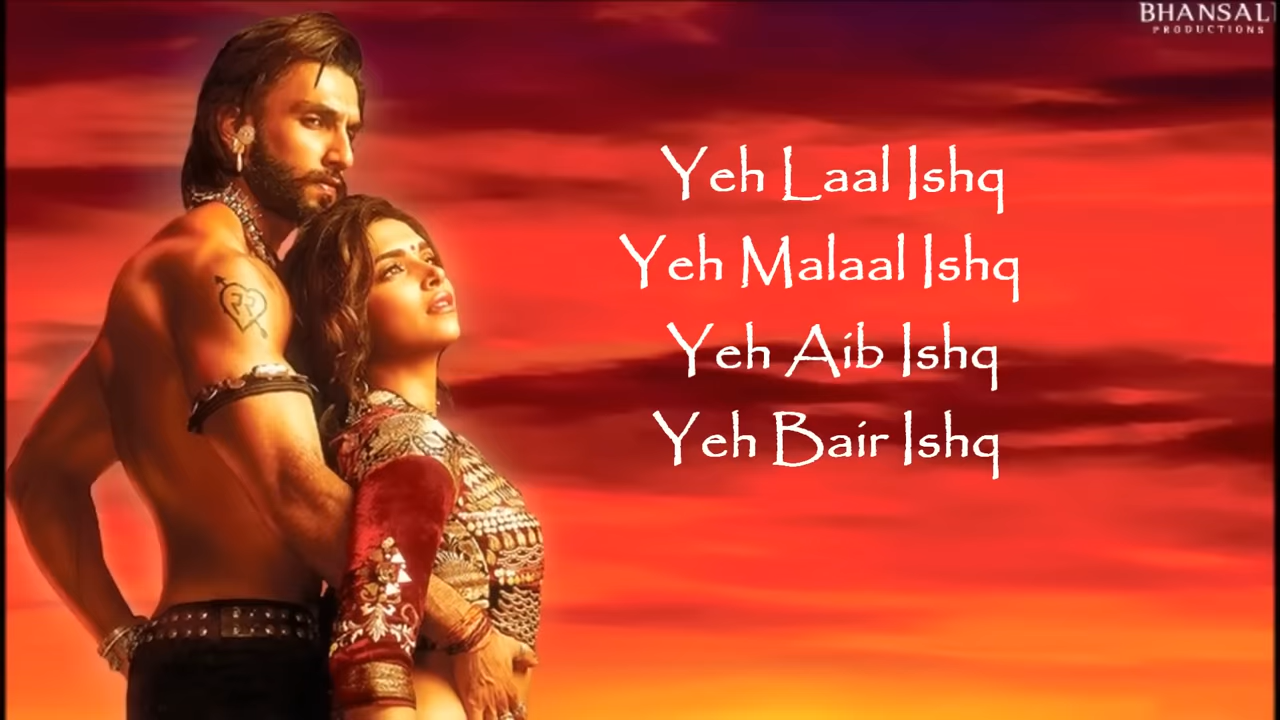 BHANSAL
PRODUCTIONS
Yeh Laal Ishq
Yeh Malaal Ishq
Yeh Aib Ishq
Yeh Bair Ishq